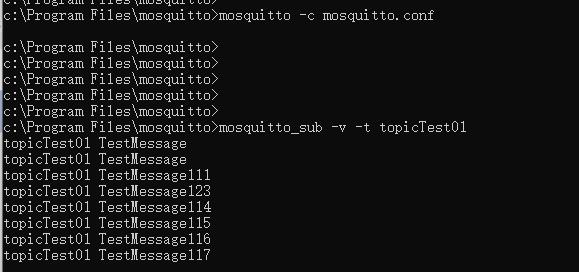 c:\Program Files\mosquitto>
c:\Program Files\mosquitto>mosquitto -c mosquitto.conf
c:\Program Files\mosquitto>
c:\Program Files\mosquitto>
c:\Program Files\mosquitto>
c:\Program Files\mosquitto>
c:\Program Files\mosquitto>
c:\Program Files\mosquitto>mosquitto_sub -v -t topicTest01
topicTest01 TestMessage
topicTest01 TestMessage
topicTest01 TestMessage111
topicTest01 TestMessage123
topicTest01 TestMessage114
topicTest01 TestMessage115
topicTest01 TestMessage116
topicTest01 TestMessage117